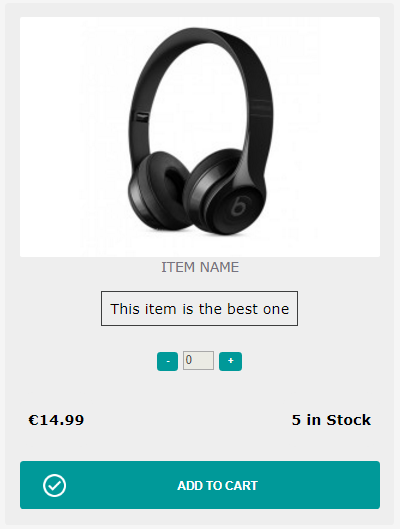 ITEM NAME
This item is the best one
- 0 +
€14.99 5 in Stock
ADD TO CART